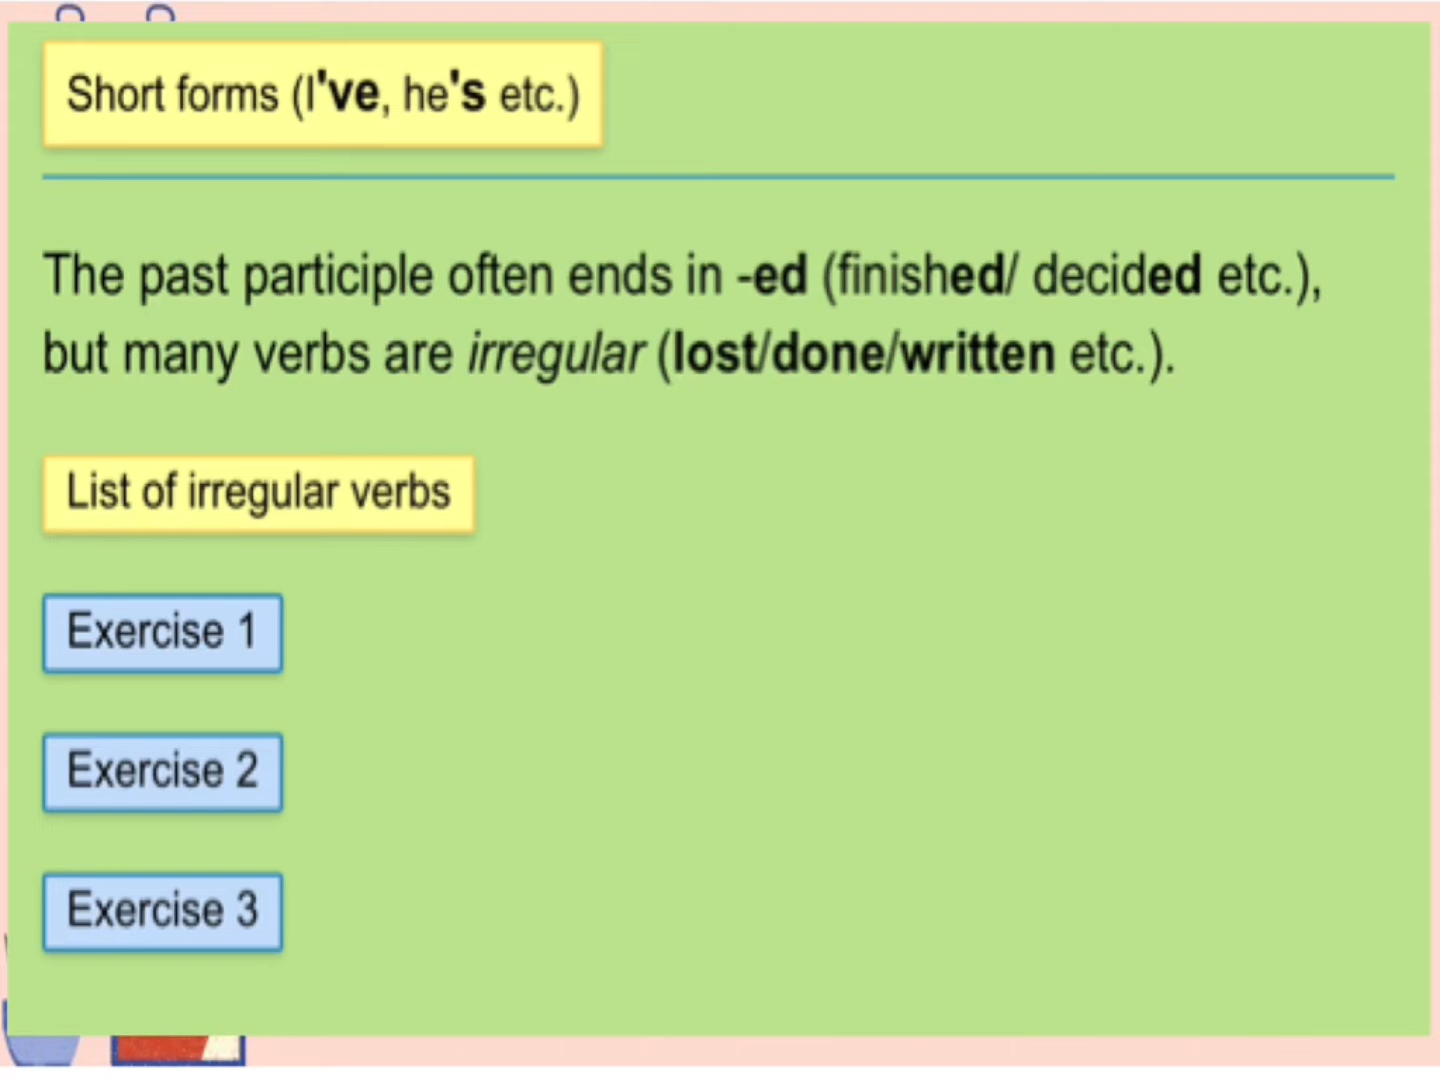 Short forms (I've, he's etc.)
The past participle often ends in -ed (finished/ decided etc.),
but many verbs are irregular (lost/done/written etc.).
List of irregular verbs
Exercise 1
Exercise 2
Exercise 3